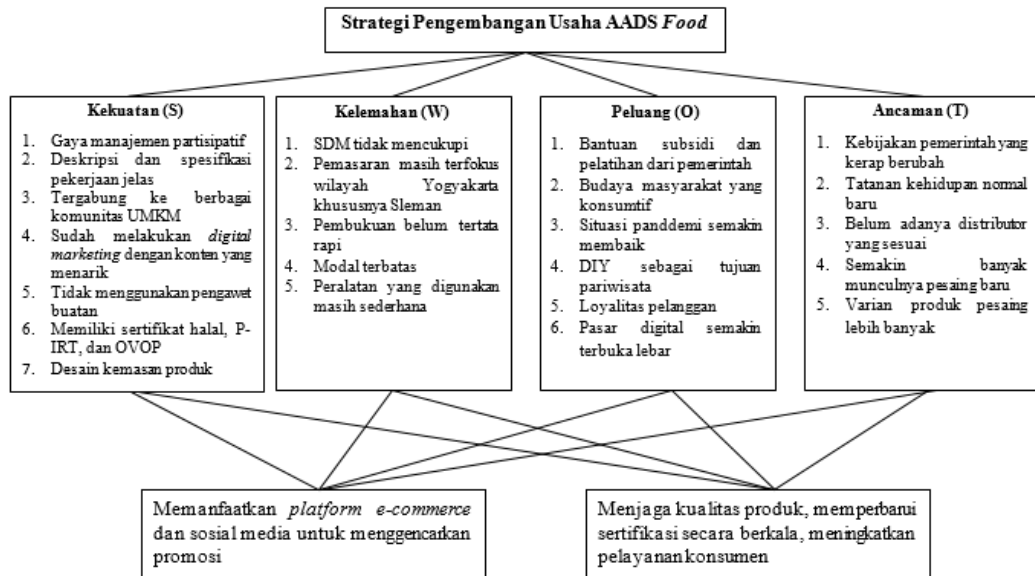 Strategi Pengembangan Usaha AADS Food
Kekuatan (S)
1. Gaya manajemen partisipatif
2. Deskripsi dan spesifikasi
pekerjaan jelas
3. Tergabung ke berbagai
komunitas UMKM
4. Sudah melakukan digital
marketing dengan konten yang
menarik
5. Tidak menggunakan pengawet
buatan
6. Memiliki sertifikat halal, P-
IRT, dan OVOP
7. Desain kemasan produk
Kelemahan (W)
1. SDM tidak mencukupi
2. Pemasaran masih terfokus
wilayah Yogyakarta
khususnya Sleman
3. Pembukuan belum tertata
rapi
4. Modal terbatas
5. Peralatan yang digunakan
masih sederhana
Peluang (O)
1. Bantuan subsidi dan
pelatihan dari pemerintah
2. Budaya masyarakat yang
konsumtif
3. Situasi panddemi semakin
membaik
4. DIY sebagai tujuan
pariwisata
5. Loyalitas pelanggan
6. Pasar digital semakin
terbuka lebar
Ancaman (T)
1. Kebijakan pemerintah yang
kerap berubah
2. Tatanan kehidupan normal
baru
3. Belum adanya distributor
yang sesuai
4. Semakin banyak
munculnya pesaing baru
5. Varian produk pesaing
lebih banyak
Memanfaatkan platform e-commerce
dan sosial media untuk menggencarkan
promosi
Menjaga kualitas produk, memperbarui
sertifikasi secara berkala, meningkatkan
pelayanan konsumen